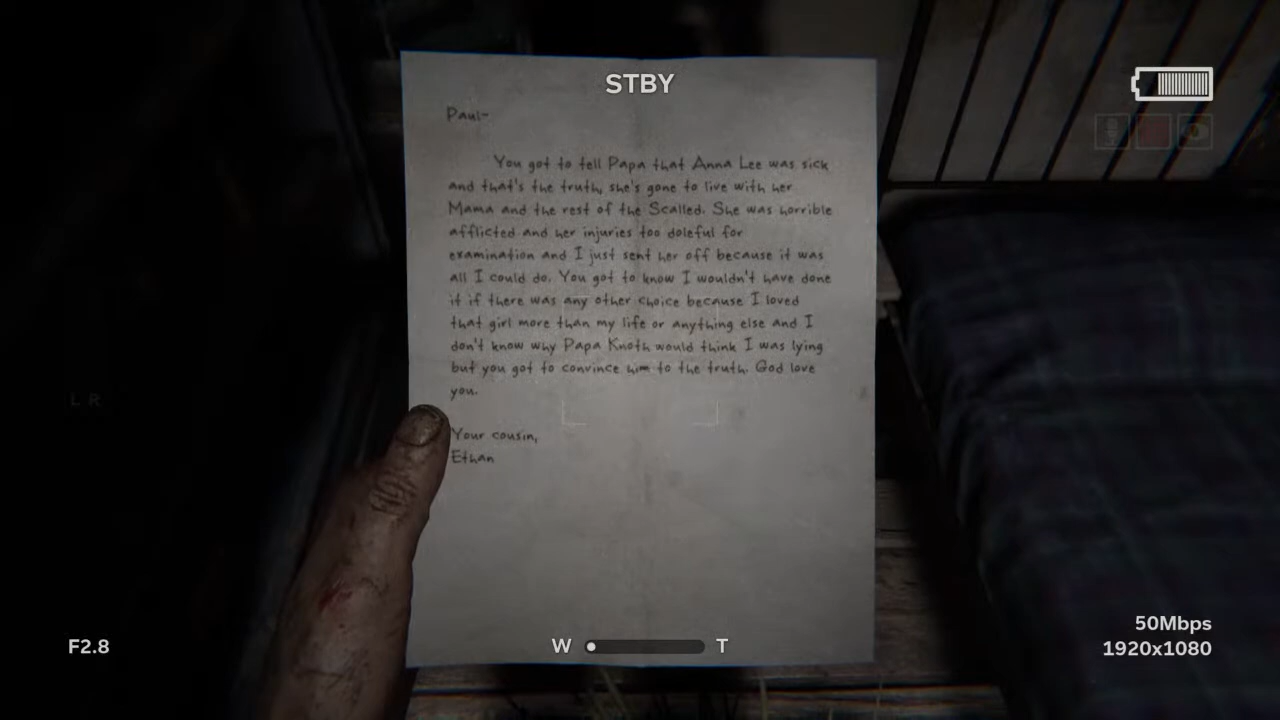 STBY
Paul-
You got to tell Papa that Anna Lee was sick
and that's the truth, she's gone to live with her
Mama and the rest of the Scalled. She was horrible
afflicted and her injuries too doleful for
examination and I just sent her off because it was
all I could do. You got to know I wouldn't have done
it if there was any other choice because I loved
that girl more than my life or anything else and I
don't know why Papa Knoth would think I was lying
but you got to convince him to the truth. God love
you.
Your cousin,
Ethan
L R
F2.8
W T
50Mbps
1920x1080